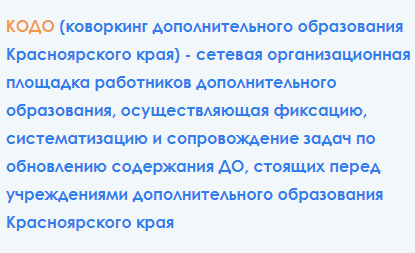 КОДО (коворкинг дополнительного образования
Красноярского края) - сетевая организационная
площадка работников дополнительного
образования, осуществляющая фиксацию,
систематизацию и сопровождение задач по
обновлению содержания ДО, стоящих перед
учреждениями дополнительного образования
Красноярского края